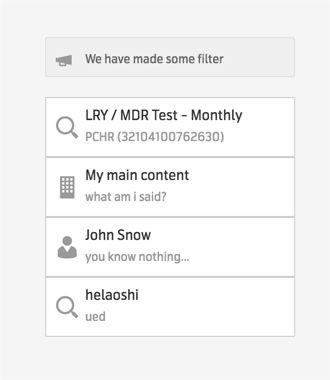 We have made some filter
LRY / MDR Test - Monthly
PCHR (32104100762630)
My main content
what am i said?
John Snow
you know nothing...
helaoshi
ued